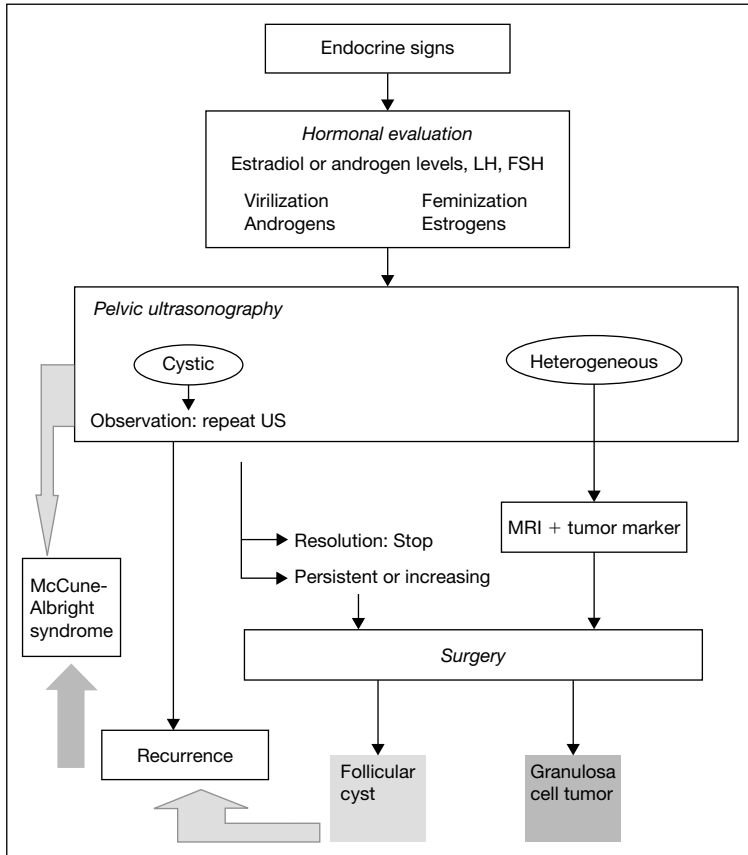 Endocrine signs
Hormonal evaluation
Estradiol or androgen levels, LH, FSH
Virilization
Androgens
Feminization
Estrogens
Pelvic ultrasonography
Cystic
Heterogeneous
Observation: repeat US
MRI + tumor marker
Resolution: Stop
Persistent or increasing
McCune-
Albright
syndrome
Surgery
Recurrence
Follicular
cyst
Granulosa
cell tumor